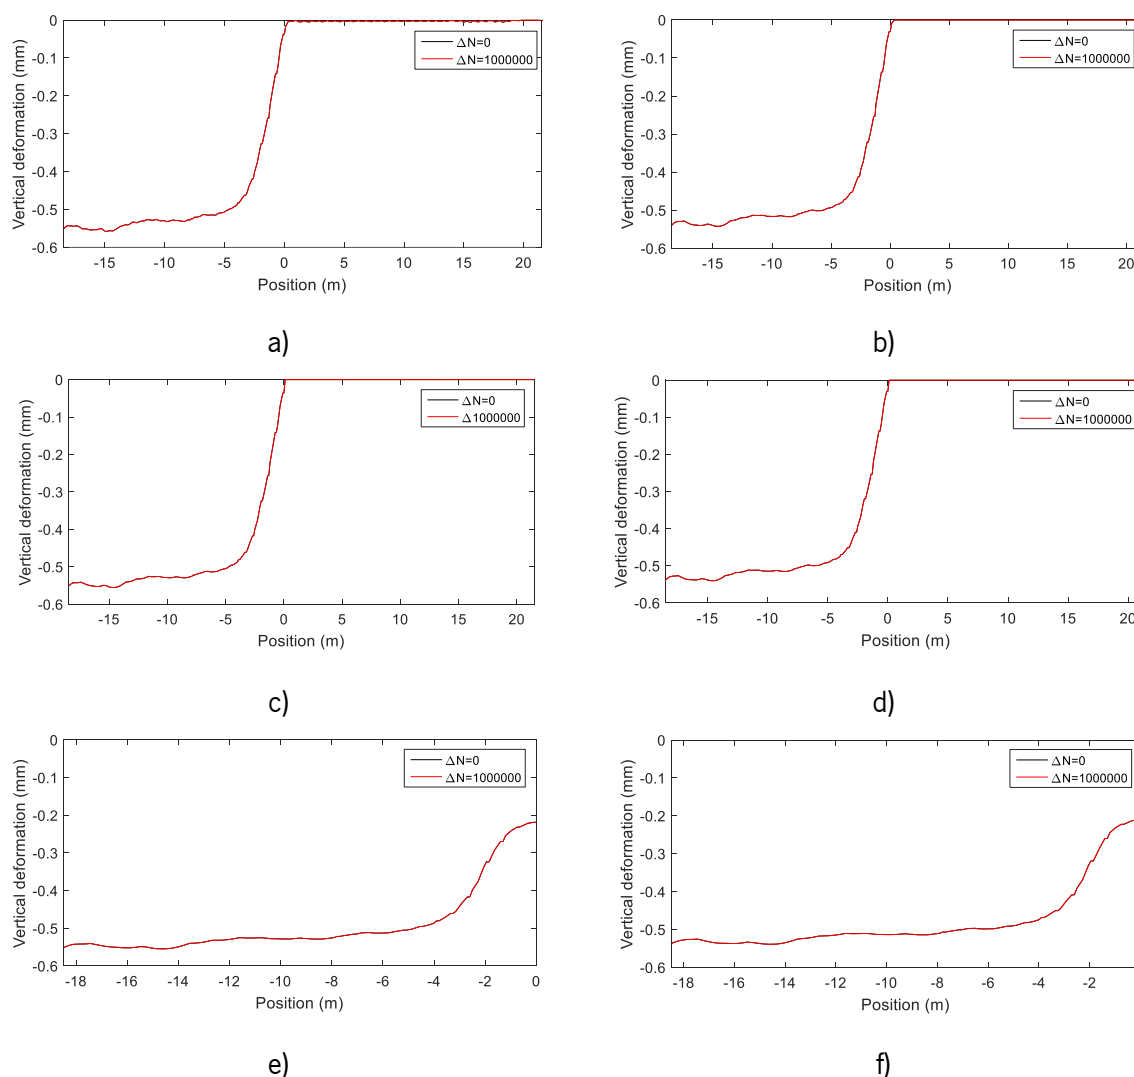 0
-0.1
-0.2
-0.3
-0.4
-0.5
-0.6
Vertical deformation (mm)
ΔN=0
ΔN=1000000
-15 -10 -5 0 5 10 15 20
Position (m)
a)
0
-0.1
-0.2
-0.3
-0.4
-0.5
-0.6
Vertical deformation (mm)
ΔN=0
ΔN=1000000
-15 -10 -5 0 5 10 15 20
Position (m)
b)
0
-0.1
-0.2
-0.3
-0.4
-0.5
-0.6
Vertical deformation (mm)
ΔN=0
Δ1000000
-15 -10 -5 0 5 10 15 20
Position (m)
c)
0
-0.1
-0.2
-0.3
-0.4
-0.5
-0.6
Vertical deformation (mm)
ΔN=0
ΔN=1000000
-15 -10 -5 0 5 10 15 20
Position (m)
d)
0
-0.1
-0.2
-0.3
-0.4
-0.5
-0.6
Vertical deformation (mm)
ΔN=0
ΔN=1000000
-18 -16 -14 -12 -10 -8 -6 -4 -2 0
Position (m)
e)
0
-0.1
-0.2
-0.3
-0.4
-0.5
-0.6
Vertical deformation (mm)
ΔN=0
ΔN=1000000
-18 -16 -14 -12 -10 -8 -6 -4 -2
Position (m)
f)